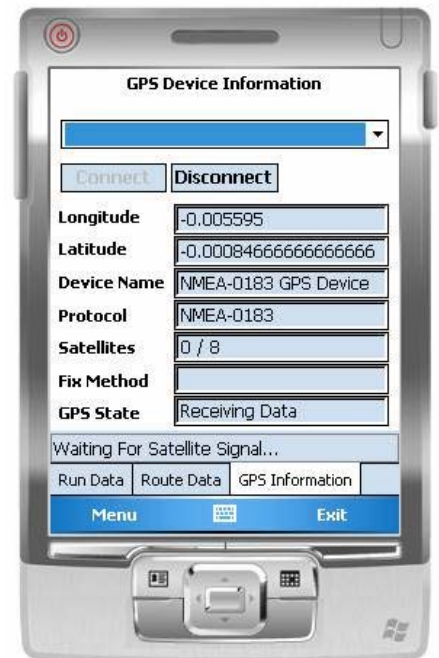 GPS Device Information
Connect Disconnect
Longitude -0.005595
Latitude -0.00084666666666666
Device Name NMEA-0183 GPS Device
Protocol NMEA-0183
Satellites 0 / 8
Fix Method
GPS State Receiving Data
Waiting For Satellite Signal...
Run Data Route Data GPS Information
Menu Exit